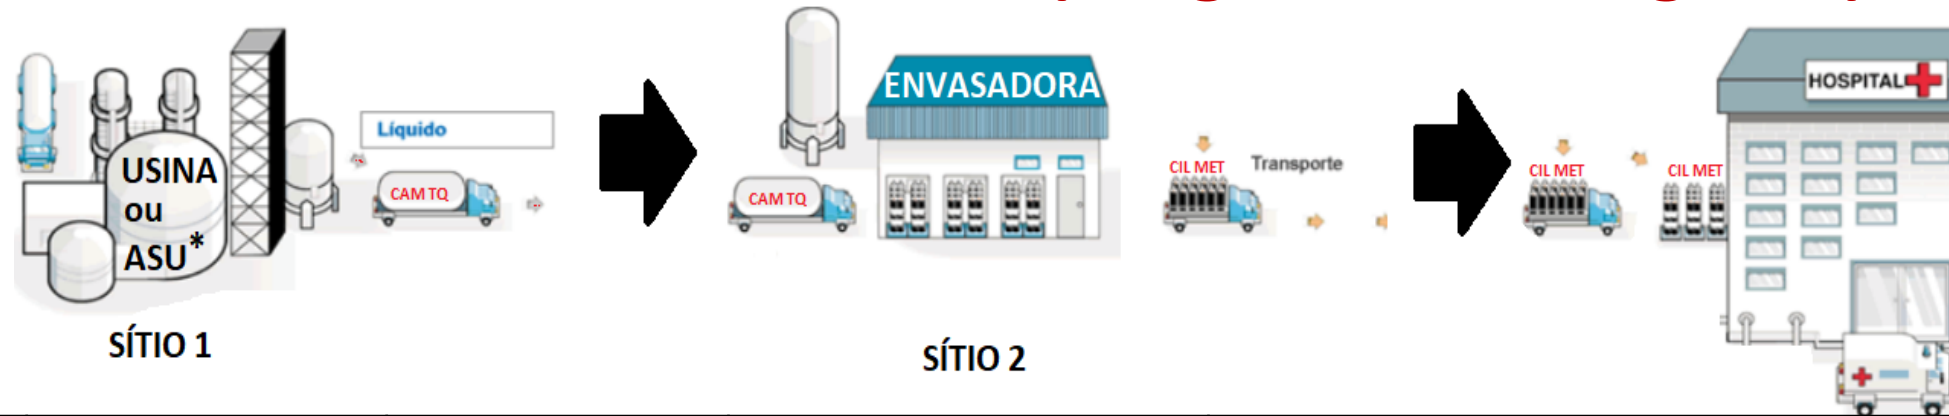 USINA
ou
ASU*
Líquido
CAM TQ
SÍTIO 1
ENVASADORA
CAM TQ
SÍTIO 2
CIL MET
Transporte
CIL MET
CIL MET
HOSPITAL